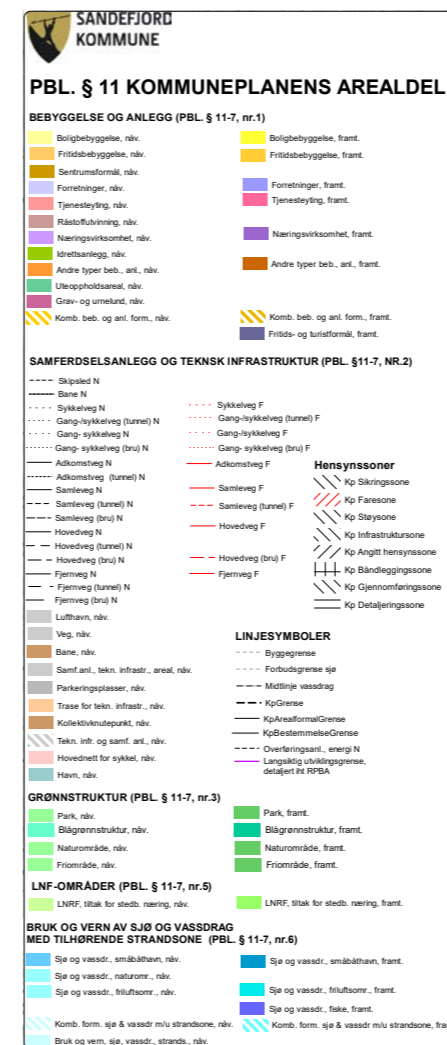 SANDEFJORD
KOMMUNE
PBL. § 11 KOMMUNEPLANENS AREALDEL
BEBYGGELSE OG ANLEGG (PBL. § 11-7, nr.1)
Boligbebyggelse, nåv.
Fritidsbebyggelse, nåv.
Sentrumsformål, nåv.
Forretninger, nåv.
Tjenesteyting, nåv.
Råstoffutvinning, nåv.
Næringsvirksomhet, nåv.
Idrettsanlegg, nåv.
Andre typer beb., anl., nåv.
Uteoppholdsareal, nåv.
Grav- og urnelund, nåv.
Komb. beb. og anl. form., nåv.
Boligbebyggelse, framt.
Fritidsbebyggelse, framt.
Forretninger, framt.
Tjenesteyting, framt.
Næringsvirksomhet, framt.
Andre typer beb., anl., framt.
Komb. beb. og anl. form., framt.
Fritids- og turistformål, framt.
SAMFERDSELSANLEGG OG TEKNSK INFRASTRUKTUR (PBL. §11-7, NR.2)
Skipsled N
Bane N
Sykkelveg N
Gang-/sykkelveg (tunnel) N
Gang- sykkelveg N
Gang- sykkelveg (bru) N
Adkomstveg N
Adkomstveg (tunnel) N
Samleveg N
Samleveg (tunnel) N
Samleveg (bru) N
Hovedveg N
Hovedveg (tunnel) N
Hovedveg (bru) N
Fjernveg N
Fjernveg (tunnel) N
Fjernveg (bru) N
Lufthavn, nåv.
Veg, nåv.
Bane, nåv.
Samf.anl., tekn. infrastr., areal, nåv.
Parkeringsplasser, nåv.
Trase for tekn. infrastr., nåv.
Kollektivknutepunkt, nåv.
Tekn. infr. og samf. anl., nåv.
Hovednett for sykkel, nåv.
Havn, nåv.
Sykkelveg F
Gang-/sykkelveg (tunnel) F
Gang-/sykkelveg F
Gang- sykkelveg (bru) F
Adkomstveg F
Samleveg F
Samleveg (tunnel) F
Hovedveg F
Hovedveg (bru) F
Fjernveg F
Hensynssoner
Kp Sikringssone
Kp Faresone
Kp Støysone
Kp Infrastruktursone
Kp Angitt hensynssone
Kp Båndleggingssone
Kp Gjennomføringssone
Kp Detaljeringssone
LINJESYMBOLER
Byggegrense
Forbudsgrense sjø
Midtlinje vassdrag
KpGrense
KpArealformålGrense
KpBestemmelseGrense
Overføringsanl., energi N
Langsiktig utviklingsgrense,
detaljert iht RPBA
GRØNNSTRUKTUR (PBL. § 11-7, nr.3)
Park, nåv.
Blågrønnstruktur, nåv.
Naturområde, nåv.
Friområde, nåv.
Park, framt.
Blågrønnstruktur, framt.
Naturområde, framt.
Friområde, framt.
LNF-OMRÅDER (PBL. § 11-7, nr.5)
LNRF, tiltak for stedb. næring, nåv.
LNRF, tiltak for stedb. næring, framt.
BRUK OG VERN AV SJØ OG VASSDRAG
MED TILHØRENDE STRANDSONE (PBL. § 11-7, nr.6)
Sjø og vassdr., småbåthavn, nåv.
Sjø og vassdr., naturområ., nåv.
Sjø og vassdr., friluftsomr., nåv.
Komb. form. sjø & vassdr m/u strandsone, nåv.
Bruk og vern, sjø, vassdr., strands., nåv.
Sjø og vassdr., småbåthavn, framt.
Sjø og vassdr., friluftsomr., framt.
Sjø og vassdr., fiske, framt.
Komb. form. sjø & vassdr m/u strandsone, fra